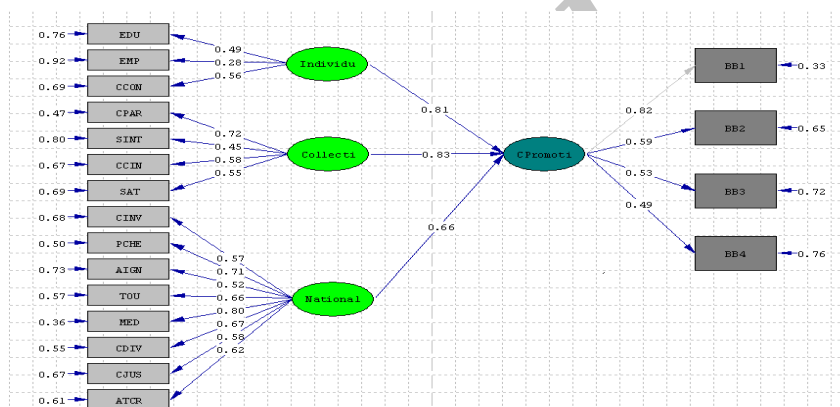 0.76 EDU
0.49
0.92 EMP
0.28
0.69 CCON
0.56
0.47 CPAR
0.72
0.80 SINT
0.45
0.67 CCIN
0.58
0.69 SAT
0.55
0.68 CINV
0.57
0.50 PCHE
0.71
0.73 AIGN
0.52
0.57 TOU
0.66
0.36 MED
0.80
0.55 CDIV
0.67
0.67 CJUS
0.58
0.61 ATCR
0.62
Individu
0.81
Collecti
0.83
National
0.66
CPromoti
0.82
BB1 0.33
0.59
BB2 0.65
0.53
BB3 0.72
0.49
BB4 0.76